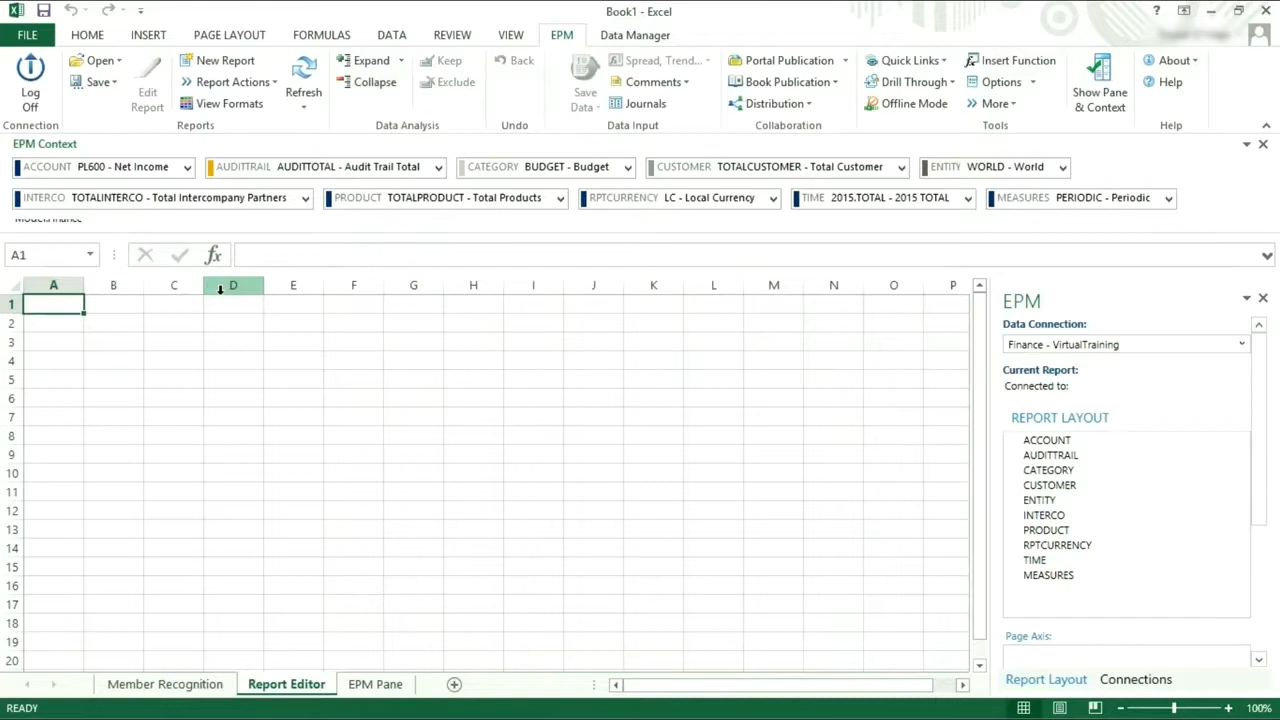 Book1 - Excel
FILE HOME INSERT PAGE LAYOUT FORMULAS DATA REVIEW VIEW EPM Data Manager
Log Off
Connection
Open
Save
Edit Report
New Report
Report Actions
View Formats
Refresh
Reports
Expand
Collapse
Keep
Exclude
Data Analysis
Back
Undo
Save Data
Spread, Trend...
Comments
Journals
Data Input
Portal Publication
Book Publication
Distribution
Collaboration
Quick Links
Drill Through
Offline Mode
Insert Function
Options
More
Tools
Show Pane & Context
About
Help
Help
EPM Context
ACCOUNT PL600 - Net Income AUDITTRAIL AUDITTOTAL - Audit Trail Total CATEGORY BUDGET - Budget CUSTOMER TOTALCUSTOMER - Total Customer ENTITY WORLD - World
INTERCO TOTALINTERCO - Total Intercompany Partners PRODUCT TOTALPRODUCT - Total Products RPTCURRENCY LC - Local Currency TIME 2015.TOTAL - 2015 TOTAL MEASURES PERIODIC - Periodic
A1 fx
A B C D E F G H I J K L M N O P
1
2
3
4
5
6
7
8
9
10
11
12
13
14
15
16
17
18
19
20
EPM
Data Connection:
Finance - VirtualTraining
Current Report:
Connected to:
REPORT LAYOUT
ACCOUNT
AUDITTRAIL
CATEGORY
CUSTOMER
ENTITY
INTERCO
PRODUCT
RPTCURRENCY
TIME
MEASURES
Page Axis:
Report Layout Connections
Member Recognition Report Editor EPM Pane
READY 100%